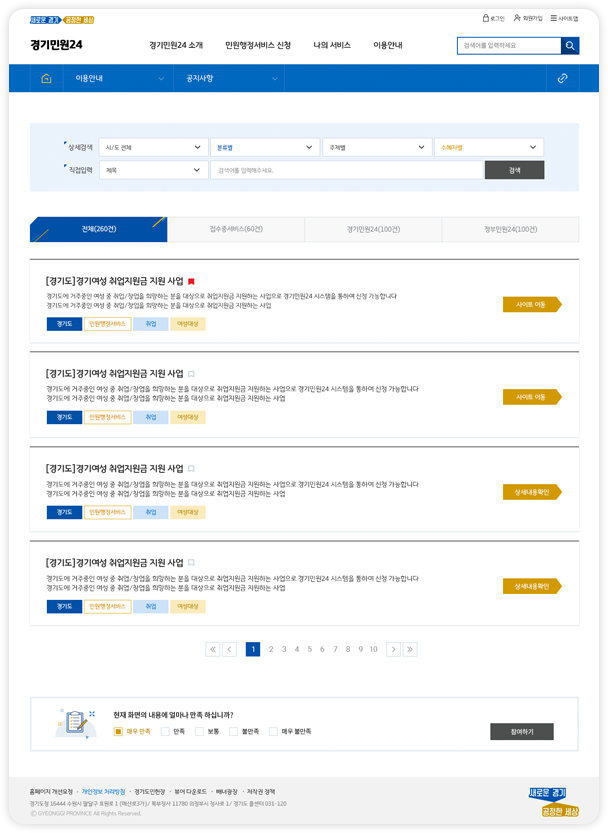 새로운 경기 공정한 세상
로그인 회원가입 사이트맵
경기민원24 경기민원24 소개 민원행정서비스 신청 나의 서비스 이용안내 검색어를 입력하세요
이용안내 공지사항
상세검색 시/도 전체 분류별 주제별 수혜자별
직접입력 제목 검색어를 입력해주세요. 검색
전체(260건) 접수중서비스(60건) 경기민원24(100건) 정부민원24(100건)
[경기도]경기여성 취업지원금 지원 사업
경기도에 거주중인 여성 중 취업/창업을 희망하는 분을 대상으로 취업지원금 지원하는 사업으로 경기민원24 시스템을 통하여 신청 가능합니다
경기도에 거주중인 여성 중 취업/창업을 희망하는 분을 대상으로 취업지원금 지원하는 사업
사이트 이동
경기도 민원행정서비스 취업 여성대상
[경기도]경기여성 취업지원금 지원 사업
경기도에 거주중인 여성 중 취업/창업을 희망하는 분을 대상으로 취업지원금 지원하는 사업으로 경기민원24 시스템을 통하여 신청 가능합니다
경기도에 거주중인 여성 중 취업/창업을 희망하는 분을 대상으로 취업지원금 지원하는 사업
사이트 이동
경기도 민원행정서비스 취업 여성대상
[경기도]경기여성 취업지원금 지원 사업
경기도에 거주중인 여성 중 취업/창업을 희망하는 분을 대상으로 취업지원금 지원하는 사업으로 경기민원24 시스템을 통하여 신청 가능합니다
경기도에 거주중인 여성 중 취업/창업을 희망하는 분을 대상으로 취업지원금 지원하는 사업
상세내용확인
경기도 민원행정서비스 취업 여성대상
[경기도]경기여성 취업지원금 지원 사업
경기도에 거주중인 여성 중 취업/창업을 희망하는 분을 대상으로 취업지원금 지원하는 사업으로 경기민원24 시스템을 통하여 신청 가능합니다
경기도에 거주중인 여성 중 취업/창업을 희망하는 분을 대상으로 취업지원금 지원하는 사업
상세내용확인
경기도 민원행정서비스 취업 여성대상
1 2 3 4 5 6 7 8 9 10
현재 화면의 내용에 얼마나 만족 하십니까?
매우 만족 만족 보통 불만족 매우 불만족
참여하기
홈페이지 개선요청 · 개인정보 처리방침 · 경기도민헌장 · 뷰어 다운로드 · 배너광장 · 저작권 정책
경기도청 16444 수원시 팔달구 효원로 1 (매산로3가)/ 북부청사 11780 의정부시 청사로 1/ 경기도 콜센터 031-120
ⓒ GYEONGGI PROVINCE All Rights Reserved.
새로운 경기
공정한 세상